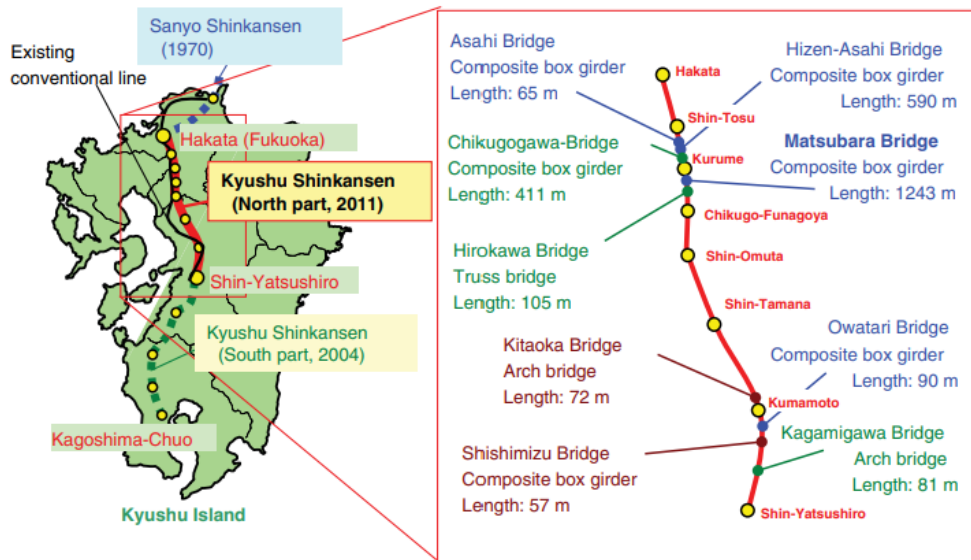 Sanyo Shinkansen
(1970)
Existing
conventional line
Hakata (Fukuoka)
Kyushu Shinkansen
(North part, 2011)
Shin-Yatsushiro
Kyushu Shinkansen
(South part, 2004)
Kagoshima-Chuo
Kyushu Island
Asahi Bridge
Composite box girder
Length: 65 m
Hizen-Asahi Bridge
Composite box girder
Length: 590 m
Chikugogawa-Bridge
Composite box girder
Length: 411 m
Matsubara Bridge
Composite box girder
Length: 1243 m
Hirokawa Bridge
Truss bridge
Length: 105 m
Owatari Bridge
Composite box girder
Length: 90 m
Kitaoka Bridge
Arch bridge
Length: 72 m
Kagamigawa Bridge
Arch bridge
Length: 81 m
Shishimizu Bridge
Composite box girder
Length: 57 m
Hakata
Shin-Tosu
Kurume
Chikugo-Funagoya
Shin-Omuta
Shin-Tamana
Kumamoto
Shin-Yatsushiro